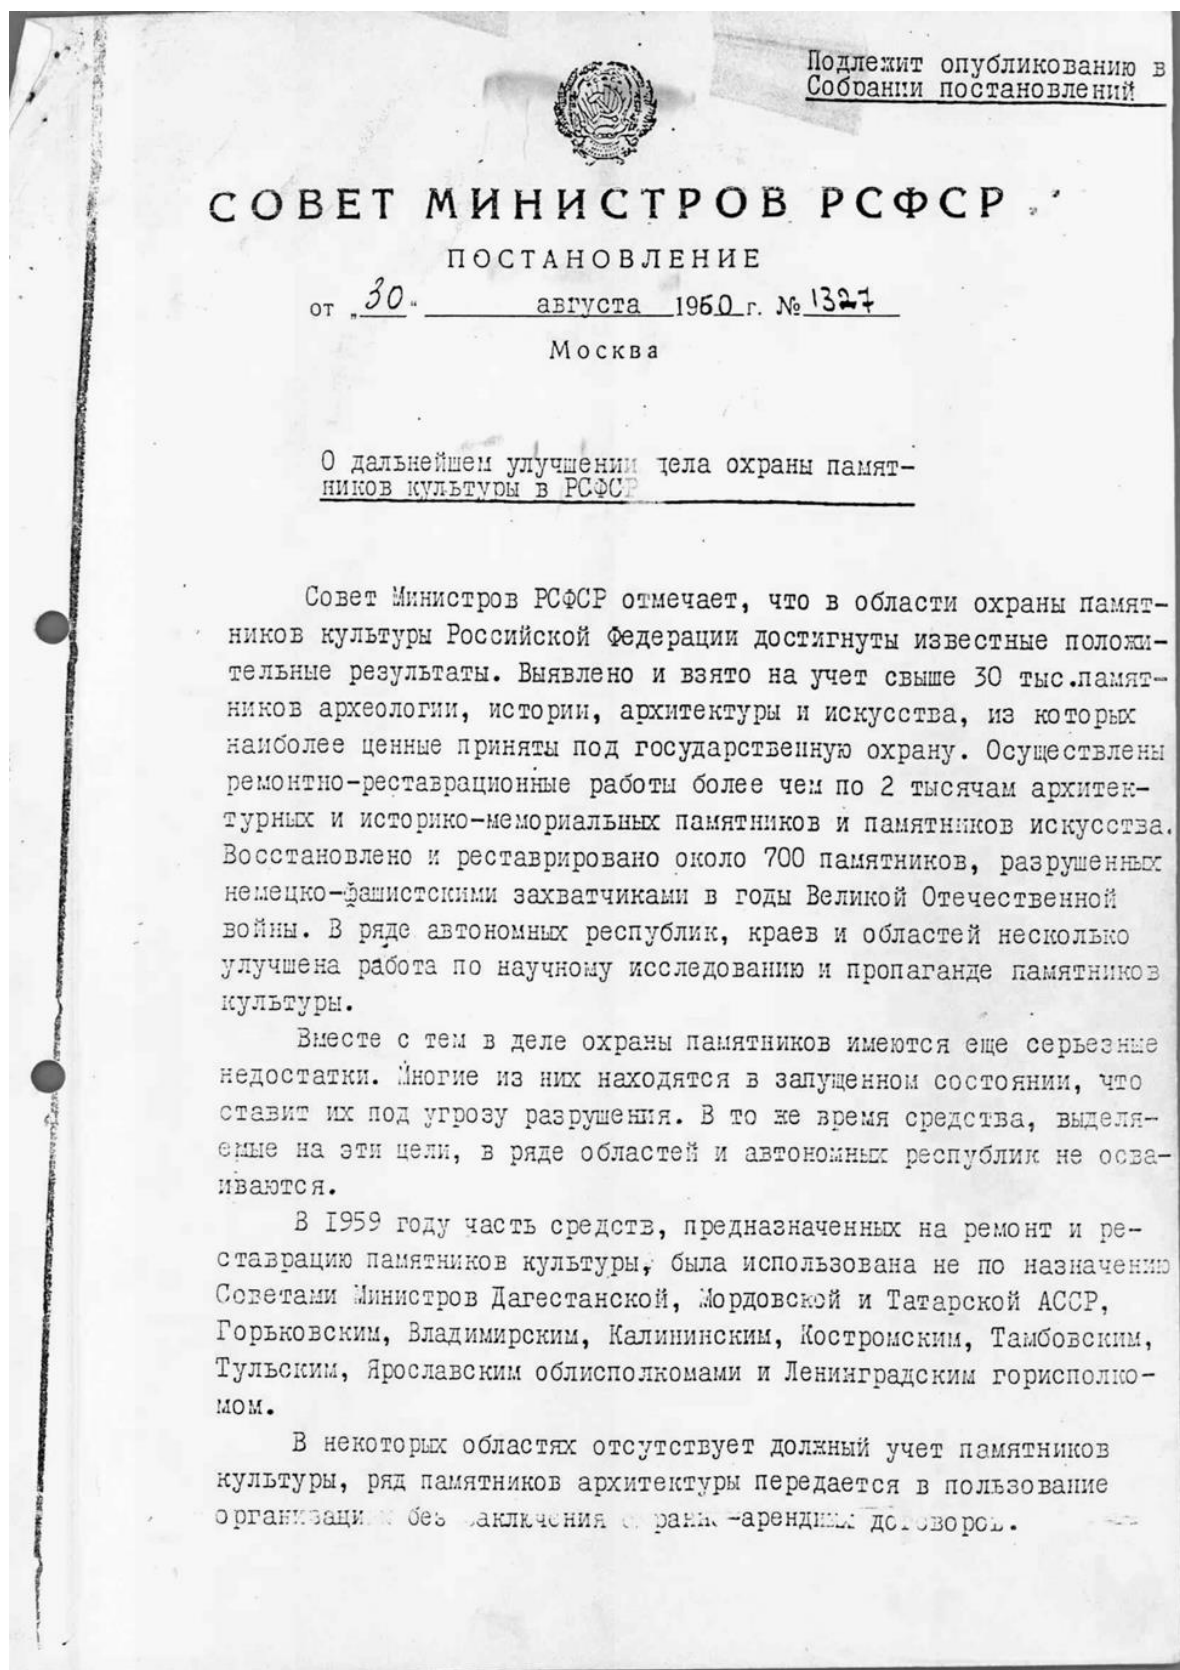 Подлежит опубликованию в
Собрании постановлений
СОВЕТ МИНИСТРОВ РСФСР
ПОСТАНОВЛЕНИЕ
от „30“ августа 1960 г. № 1327
Москва
О дальнейшем улучшении дела охраны памят-
ников культуры в РСФСР
Совет Министров РСФСР отмечает, что в области охраны памят-
ников культуры Российской Федерации достигнуты известные положи-
тельные результаты. Выявлено и взято на учет свыше 30 тыс.памят-
ников археологии, истории, архитектуры и искусства, из которых
наиболее ценные приняты под государственную охрану. Осуществлены
ремонтно-реставрационные работы более чем по 2 тысячам архитек-
турных и историко-мемориальных памятников и памятников искусства.
Восстановлено и реставрировано около 700 памятников, разрушенных
немецко-фашистскими захватчиками в годы Великой Отечественной
войны. В ряде автономных республик, краев и областей несколько
улучшена работа по научному исследованию и пропаганде памятников
культуры.
Вместе с тем в деле охраны памятников имеются еще серьезные
недостатки. Многие из них находятся в запущенном состоянии, что
ставит их под угрозу разрушения. В то же время средства, выделя-
емые на эти цели, в ряде областей и автономных республик не осва-
иваются.
В 1959 году часть средств, предназначенных на ремонт и ре-
ставрацию памятников культуры, была использована не по назначению
Советами Министров Дагестанской, Мордовской и Татарской АССР,
Горьковским, Владимирским, Калининским, Костромским, Тамбовским,
Тульским, Ярославским облисполкомами и Ленинградским горисполко-
мом.
В некоторых областях отсутствует должный учет памятников
культуры, ряд памятников архитектуры передается в пользование
организации без заключения охранно-арендных договоров.